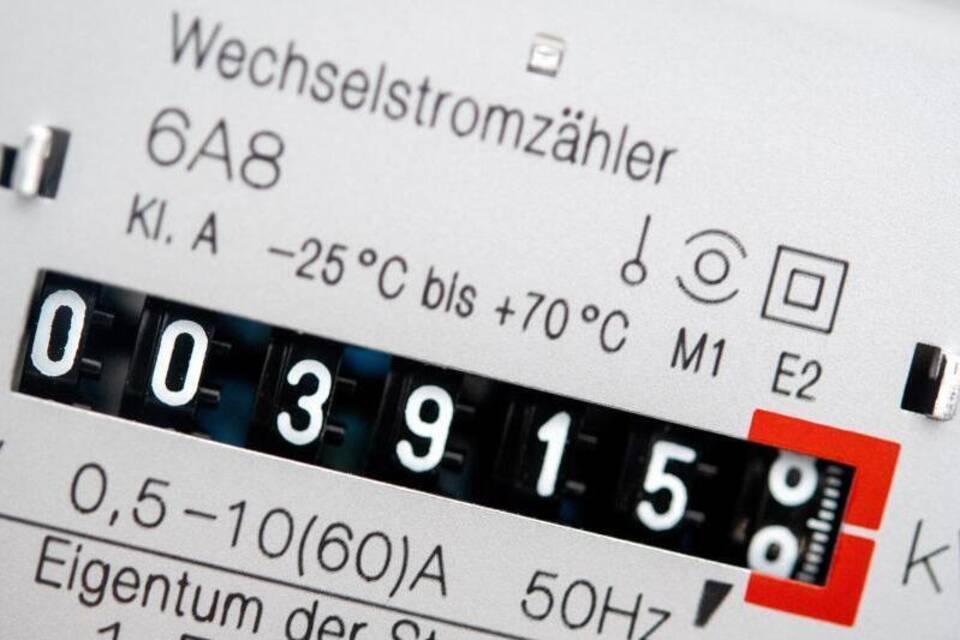 Wechselstromzähler
6A8
Kl. A -25°C bis +70°C M1 E2
003915
0,5-10(60)A 50Hz k
Eigentum der